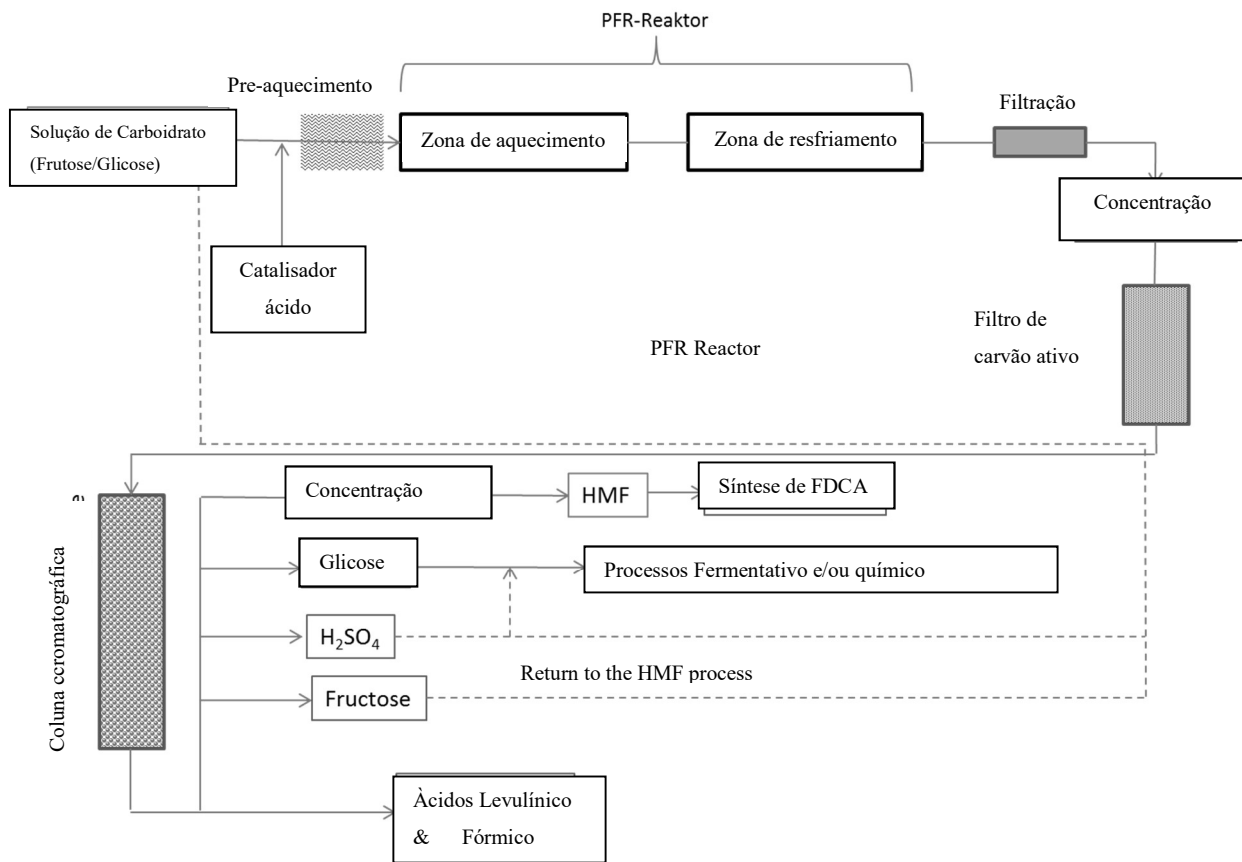 PFR-Reaktor
Pre-aquecimento
Filtração
Solução de Carboidrato
(Frutose/Glicose)
Zona de aquecimento
Zona de resfriamento
Concentração
Catalisador
ácido
Filtro de
carvão ativo
PFR Reactor
Coluna ccromatográfica
Concentração
HMF
Síntese de FDCA
Glicose
Processos Fermentativo e/ou químico
H₂SO₄
Return to the HMF process
Fructose
Àcidos Levulínico
& Fórmico